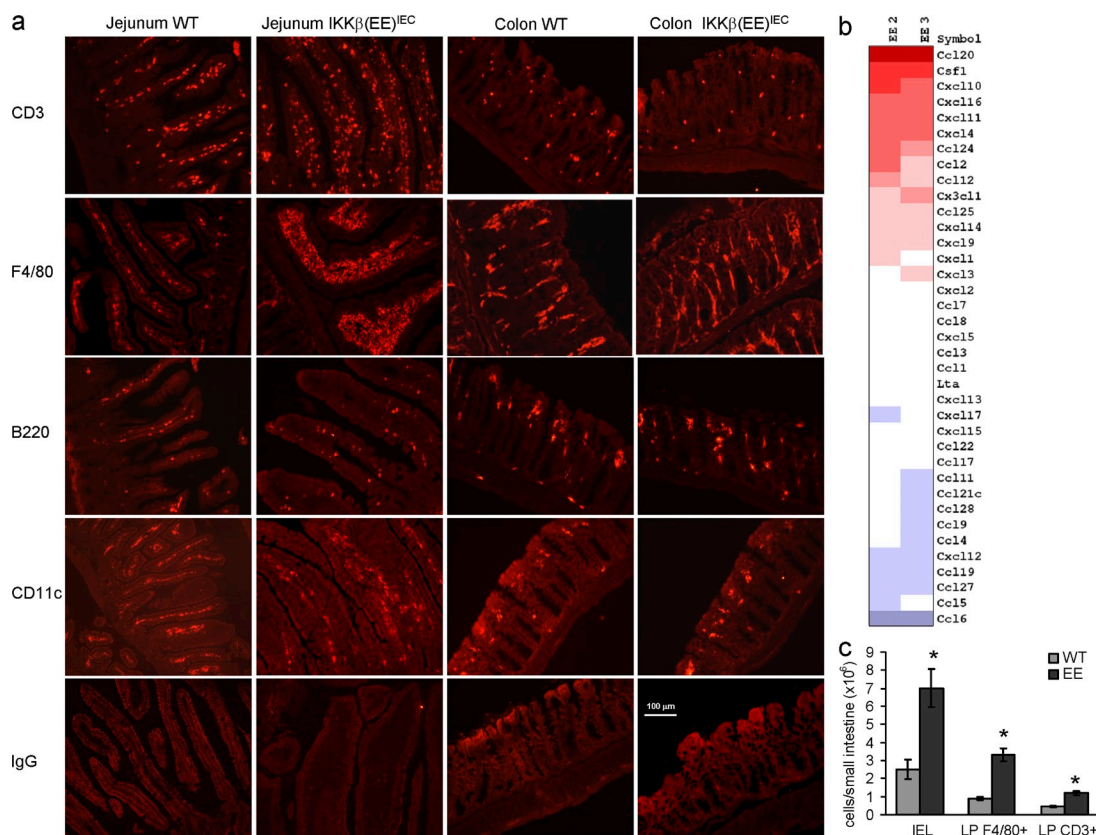 a
Jejunum WT
Jejunum IKKβ(EE)IEC
Colon WT
Colon IKKβ(EE)IEC
CD3
F4/80
B220
CD11c
IgG
100 μm
b
EE2
EE3
Symbol
Ccl20
Csf1
Cxcl10
Cxcl16
Cxcl11
Cxcl4
Ccl24
Ccl2
Ccl12
Cx3cl1
Ccl25
Cxcl14
Cxcl9
Cxcl1
Cxcl3
Cxcl2
Ccl7
Ccl8
Cxcl5
Ccl3
Ccl1
Lta
Cxcl13
Cxcl17
Cxcl15
Ccl22
Ccl17
Ccl11
Ccl21c
Ccl28
Ccl9
Ccl4
Cxcl12
Ccl19
Ccl27
Ccl5
Ccl6
c
cells/small intestine (x10⁶)
9
8
7
6
5
4
3
2
1
0
WT
EE
*
*
*
IEL
LP F4/80+
LP CD3+